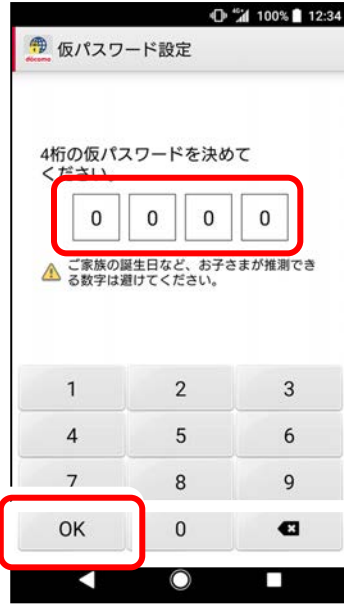 4G 100% 12:34
docomo 仮パスワード設定
4桁の仮パスワードを決めて
ください。
0 0 0 0
ご家族の誕生日など、お子さまが推測でき
る数字は避けてください。
1 2 3
4 5 6
7 8 9
OK 0